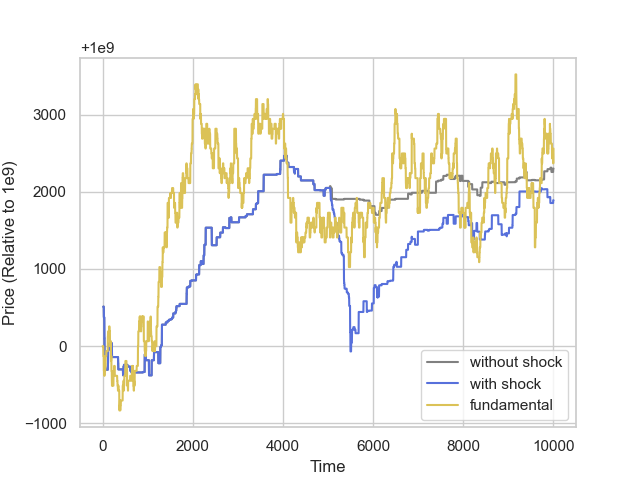 +1e9
3000
2000
1000
0
−1000
Price (Relative to 1e9)
0
2000
4000
6000
8000
10000
Time
without shock
with shock
fundamental